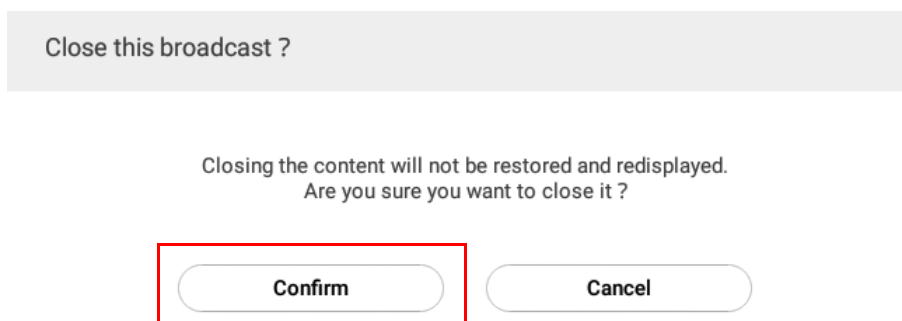 Close this broadcast ?
Closing the content will not be restored and redisplayed.
Are you sure you want to close it ?
Confirm
Cancel